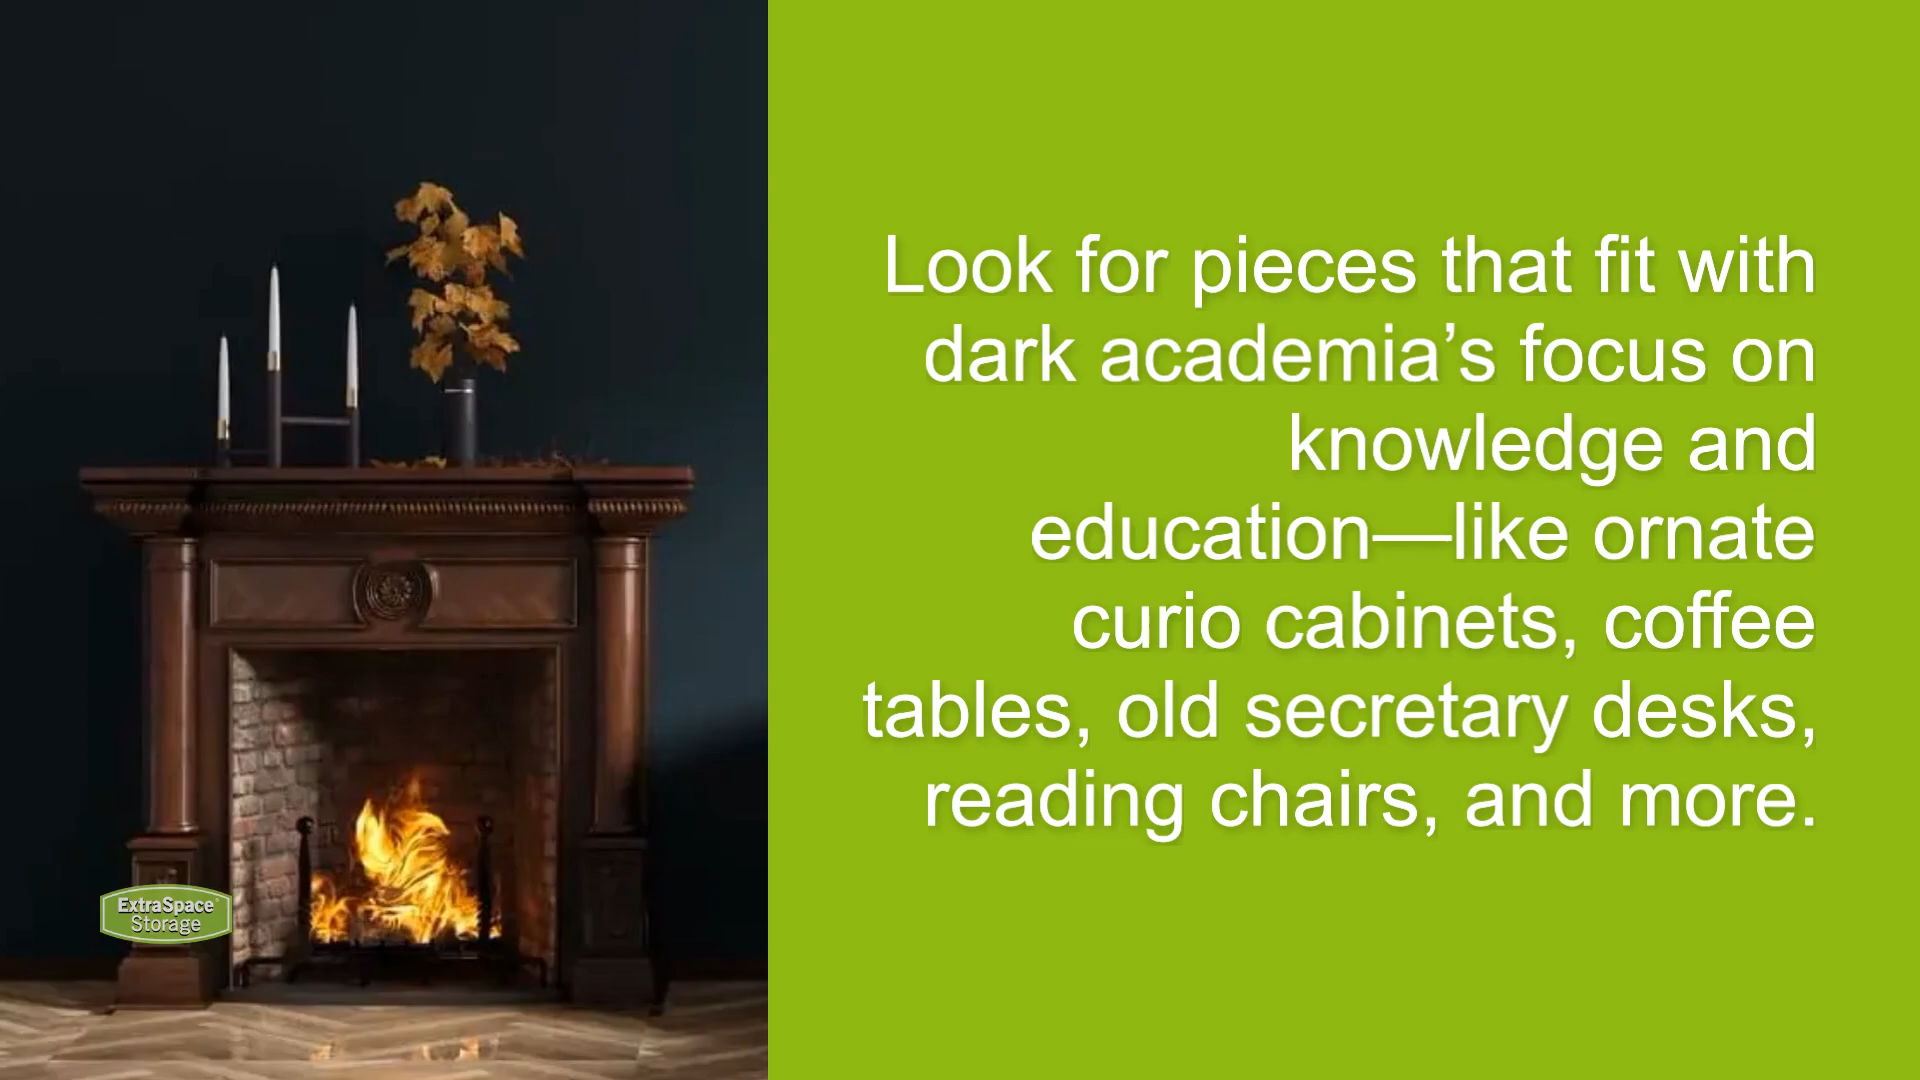 Look for pieces that fit with
dark academia’s focus on
knowledge and
education—like ornate
curio cabinets, coffee
tables, old secretary desks,
reading chairs, and more.
ExtraSpace®
Storage